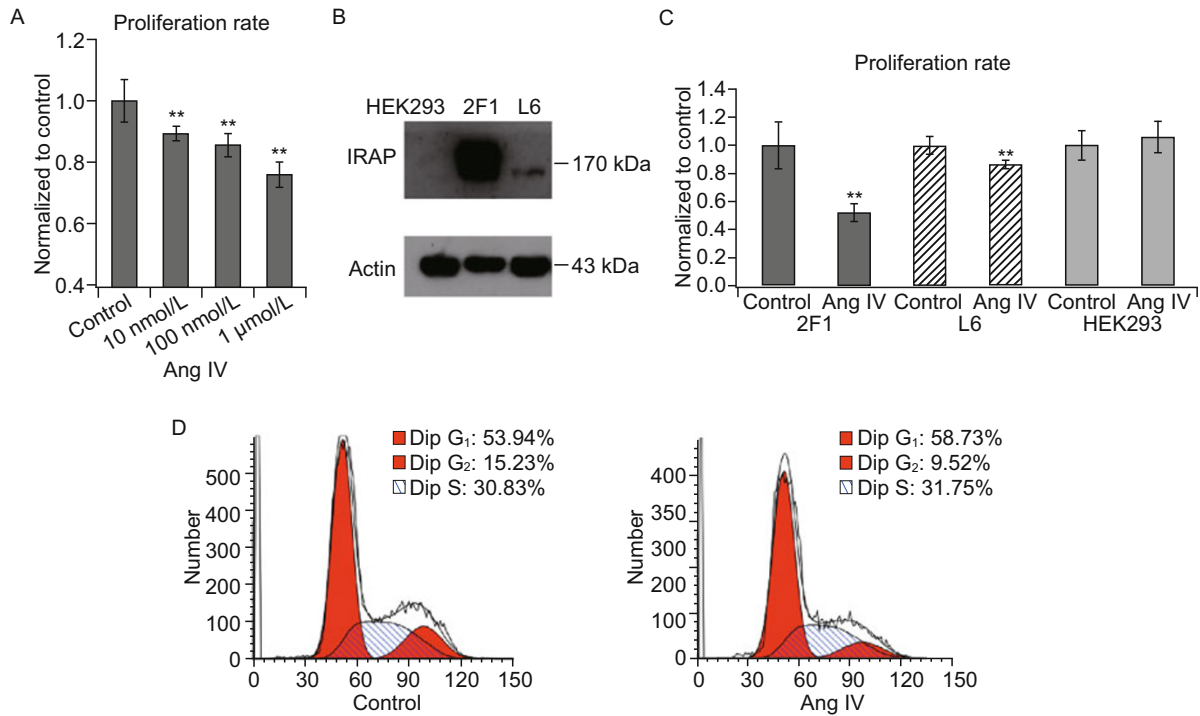 A
Proliferation rate
Normalized to control
1.2
1.0
0.8
0.6
0.4
**
**
**
Control
10 nmol/L
100 nmol/L
1 μmol/L
Ang IV
B
HEK293 2F1 L6
IRAP
170 kDa
Actin
43 kDa
C
Proliferation rate
Normalized to control
1.4
1.2
1.0
0.8
0.6
0.4
0.2
0.0
**
**
Control Ang IV Control Ang IV Control Ang IV
2F1 L6 HEK293
D
Dip G₁: 53.94%
Dip G₂: 15.23%
Dip S: 30.83%
Number
500
400
300
200
100
0
0 30 60 90 120 150
Control
Dip G₁: 58.73%
Dip G₂: 9.52%
Dip S: 31.75%
Number
400
350
200
100
0
0 30 60 90 120 150
Ang IV